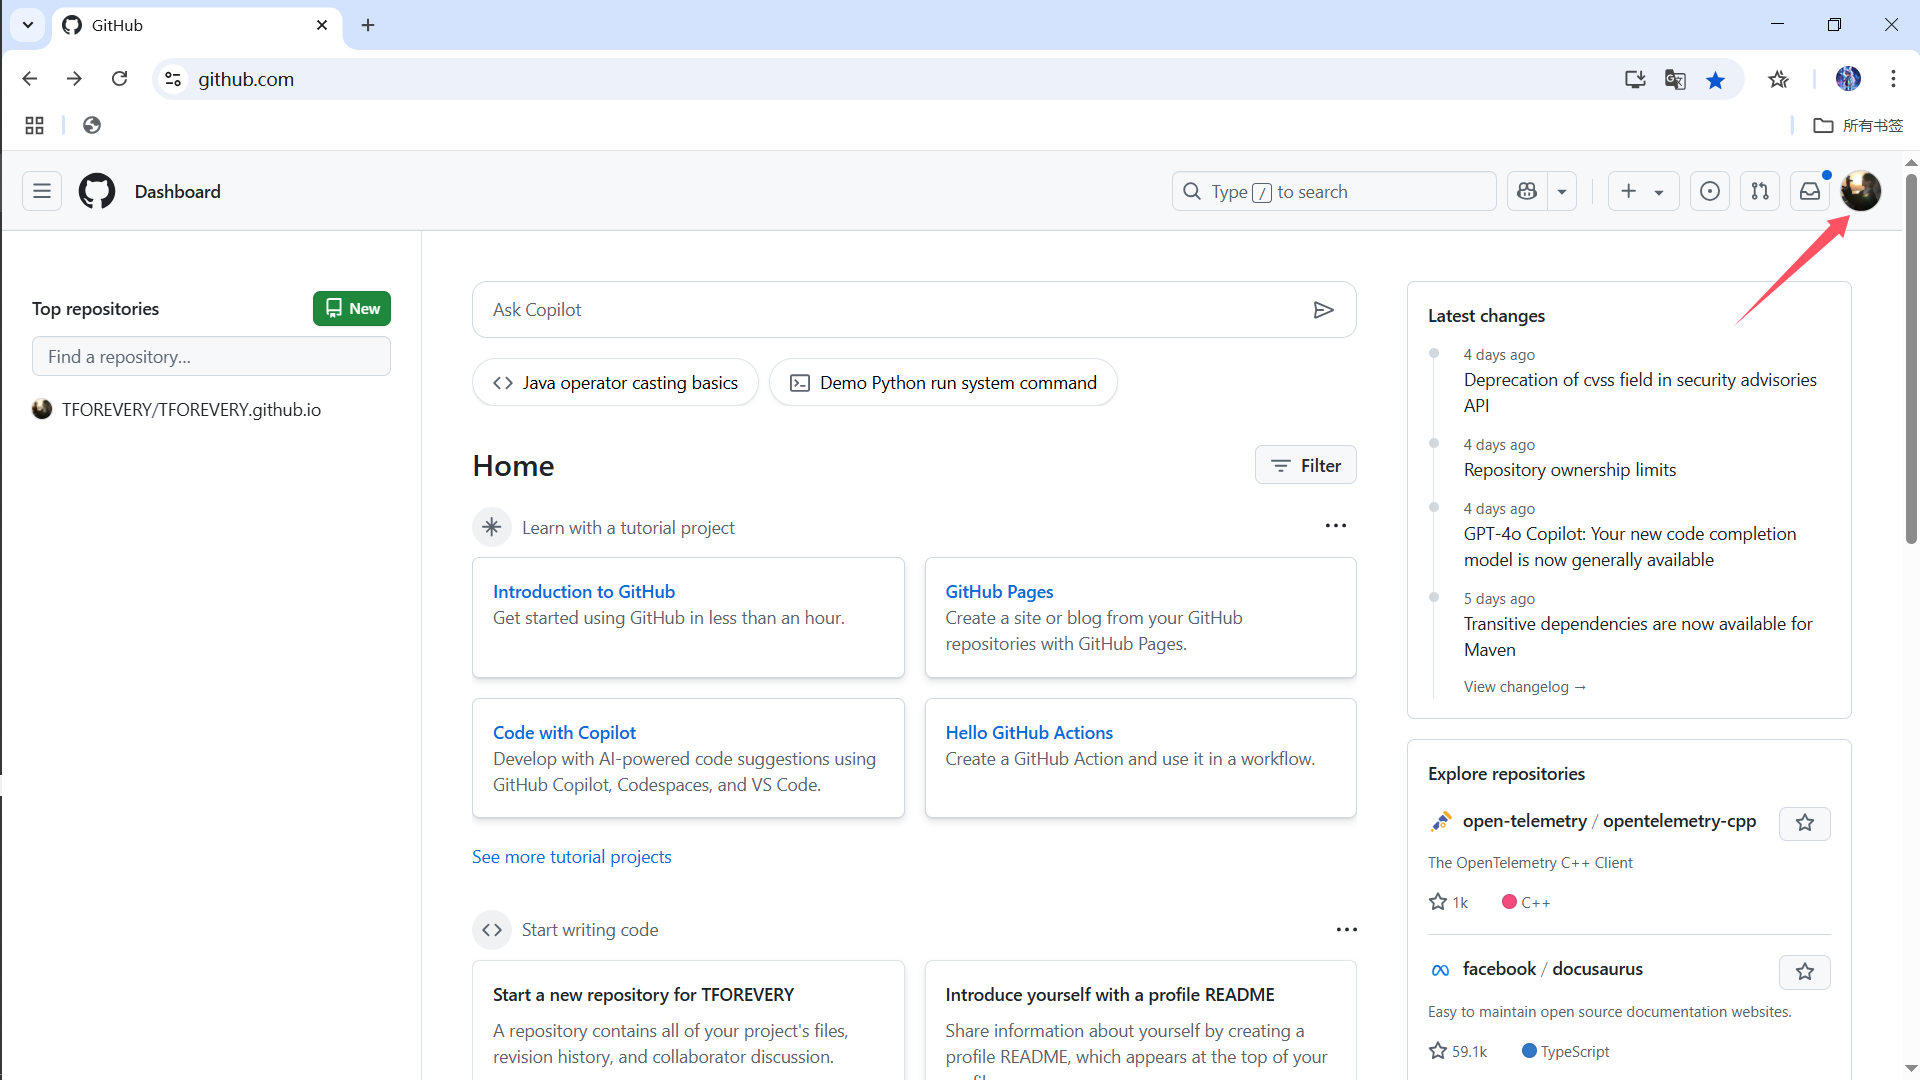 GitHub
github.com
所有书签
Dashboard
Type / to search
Top repositories
New
Find a repository...
TFOREVERY/TFOREVERY.github.io
Ask Copilot
Java operator casting basics
Demo Python run system command
Home
Filter
Learn with a tutorial project
Introduction to GitHub
Get started using GitHub in less than an hour.
GitHub Pages
Create a site or blog from your GitHub
repositories with GitHub Pages.
Code with Copilot
Develop with AI-powered code suggestions using
GitHub Copilot, Codespaces, and VS Code.
Hello GitHub Actions
Create a GitHub Action and use it in a workflow.
See more tutorial projects
Start writing code
Start a new repository for TFOREVERY
A repository contains all of your project's files,
revision history, and collaborator discussion.
Introduce yourself with a profile README
Share information about yourself by creating a
profile README, which appears at the top of your
Latest changes
4 days ago
Deprecation of cvss field in security advisories
API
4 days ago
Repository ownership limits
4 days ago
GPT-4o Copilot: Your new code completion
model is now generally available
5 days ago
Transitive dependencies are now available for
Maven
View changelog →
Explore repositories
open-telemetry / opentelemetry-cpp
The OpenTelemetry C++ Client
1k
C++
facebook / docusaurus
Easy to maintain open source documentation websites.
59.1k
TypeScript